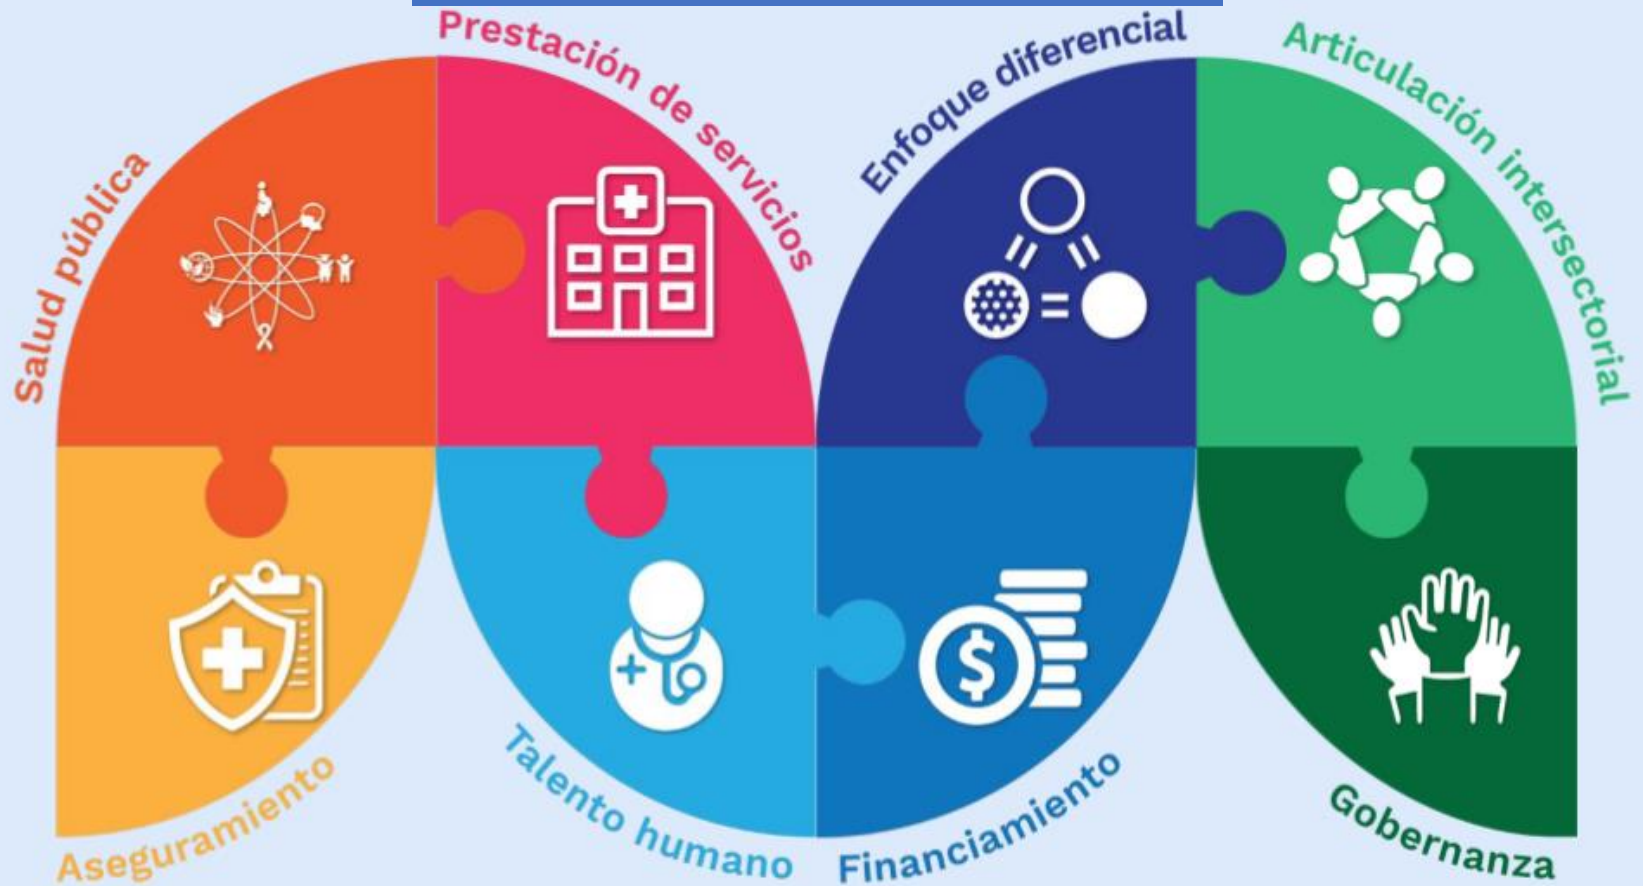 Salud pública
Prestación de servicios
Enfoque diferencial
Articulación intersectorial
Aseguramiento
Talento humano
$
Financiamiento
Gobernanza